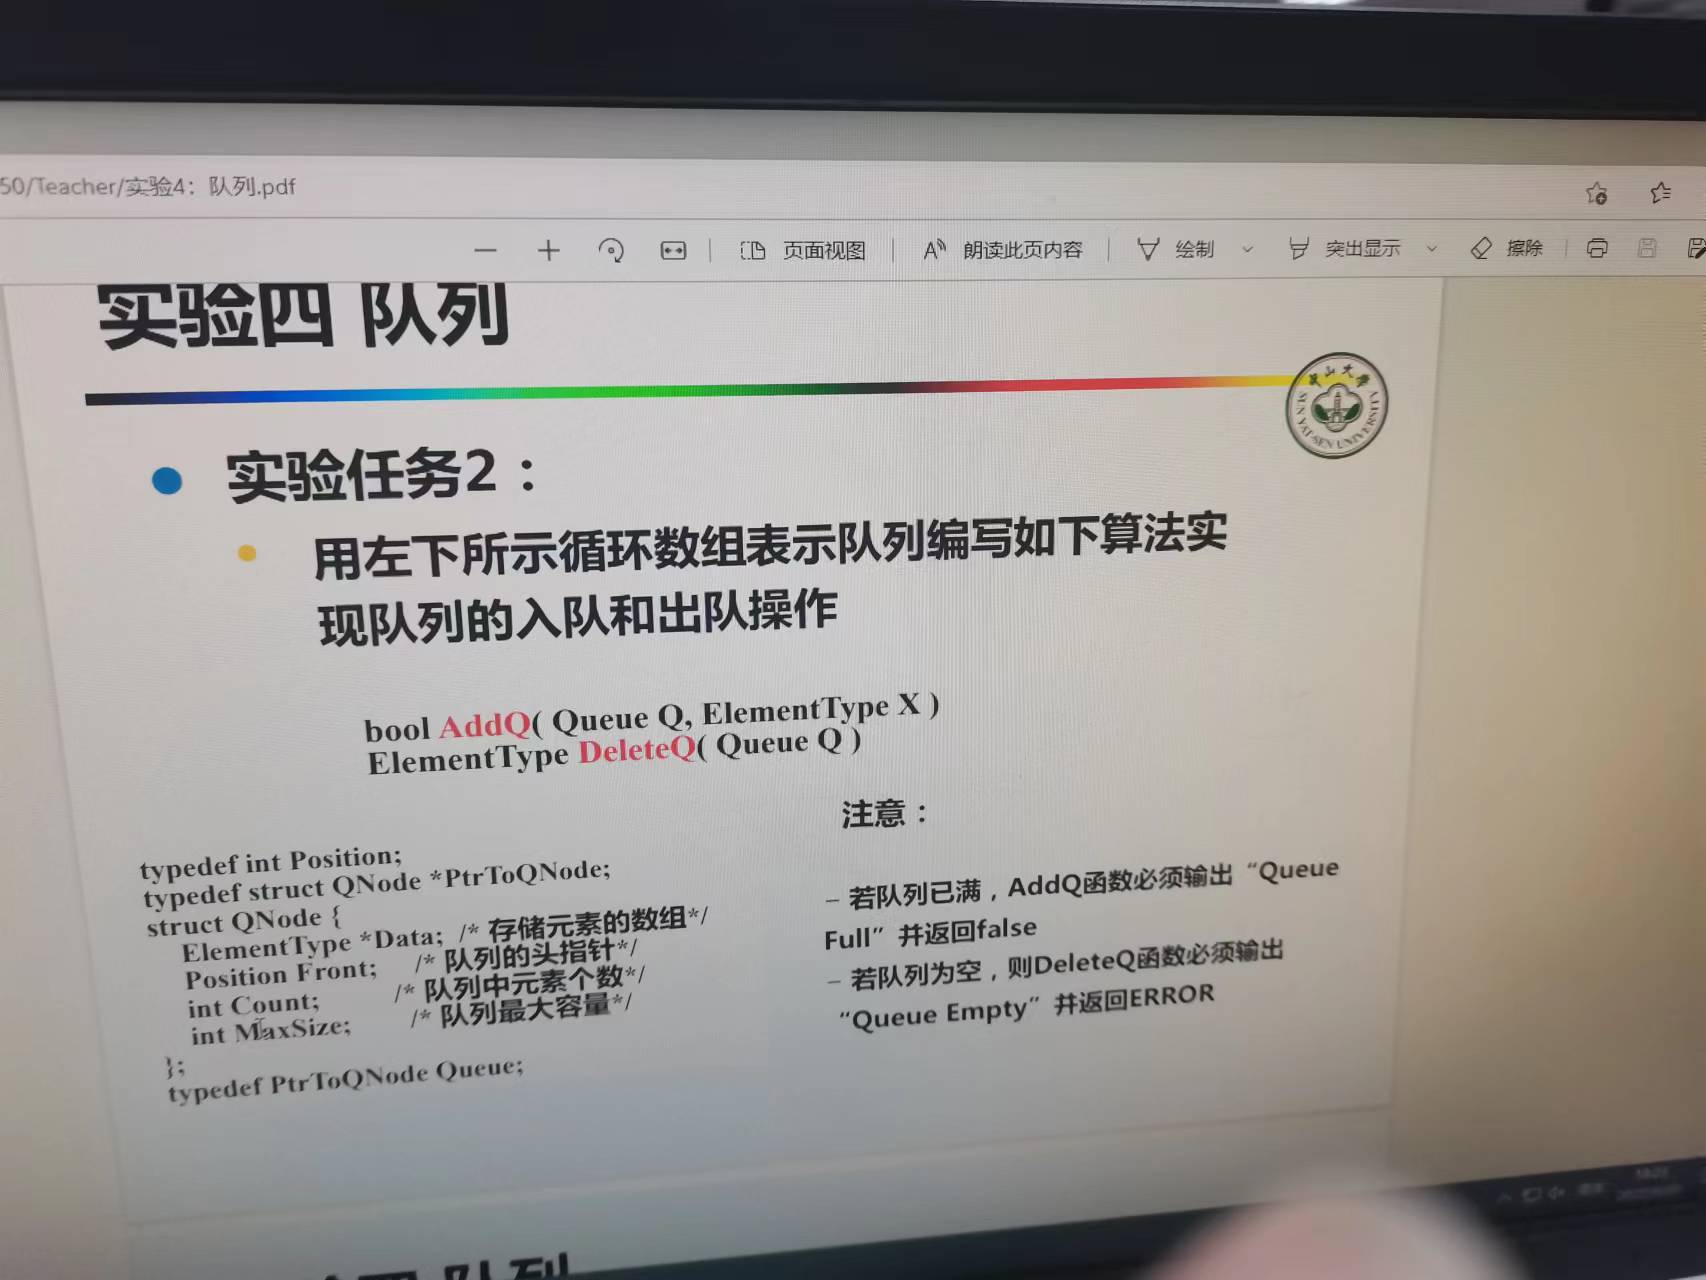 50/Teacher/实验4：队列.pdf
页面视图 朗读此页内容 绘制 突出显示 擦除
实验四 队列
大学
SUN YAT-SEN UNIVERSITY
实验任务2：
用左下所示循环数组表示队列编写如下算法实
现队列的入队和出队操作
bool AddQ( Queue Q, ElementType X )
ElementType DeleteQ( Queue Q )
typedef int Position;
typedef struct QNode *PtrToQNode;
struct QNode {
ElementType *Data; /* 存储元素的数组*/
Position Front; /* 队列的头指针*/
int Count; /* 队列中元素个数*/
int MaxSize; /* 队列最大容量*/
};
typedef PtrToQNode Queue;
注意：
– 若队列已满，AddQ函数必须输出“Queue
Full”并返回false
– 若队列为空，则DeleteQ函数必须输出
“Queue Empty”并返回ERROR
队列